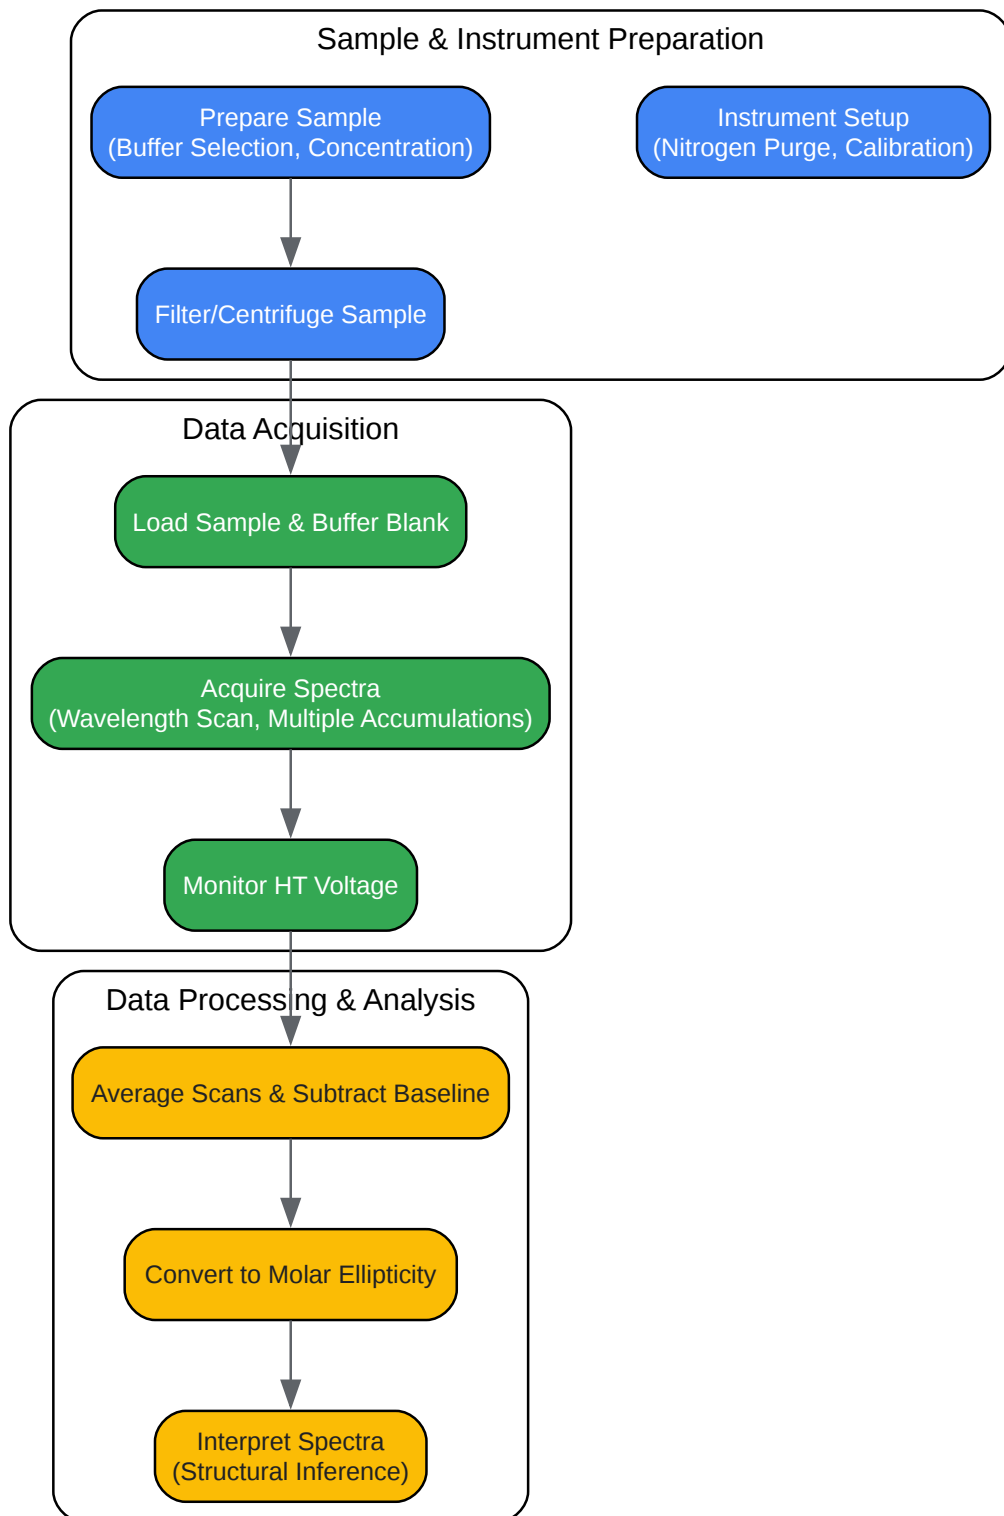 Sample & Instrument Preparation
Prepare Sample
(Buffer Selection, Concentration)
Instrument Setup
(Nitrogen Purge, Calibration)
Filter/Centrifuge Sample
Data Acquisition
Load Sample & Buffer Blank
Acquire Spectra
(Wavelength Scan, Multiple Accumulations)
Monitor HT Voltage
Data Processing & Analysis
Average Scans & Subtract Baseline
Convert to Molar Ellipticity
Interpret Spectra
(Structural Inference)